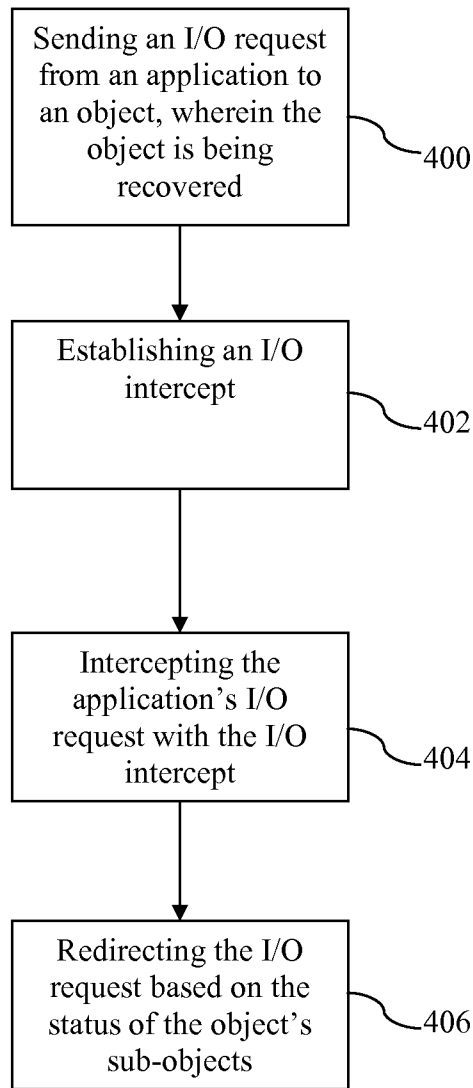 Sending an I/O request
from an application to
an object, wherein the
object is being
recovered
400
Establishing an I/O
intercept
402
Intercepting the
application's I/O
request with the I/O
intercept
404
Redirecting the I/O
request based on the
status of the object's
sub-objects
406